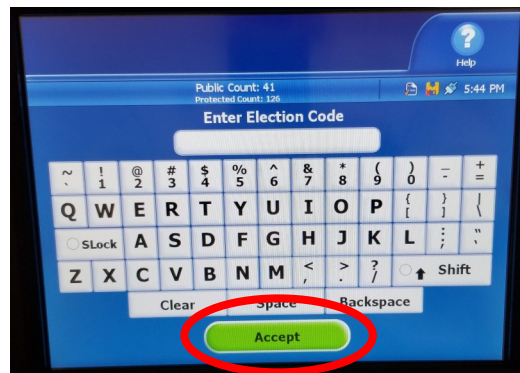 ?
Help
Public Count: 41
Protected Count: 126
5:44 PM
Enter Election Code
~ ! @ # $ % ^ & * ( ) _ +
` 1 2 3 4 5 6 7 8 9 0 - =
Q W E R T Y U I O P { } |
[ ] \
SLock A S D F G H J K L : "
; '
Z X C V B N M < > ? Shift
, . /
Clear Space Backspace
Accept